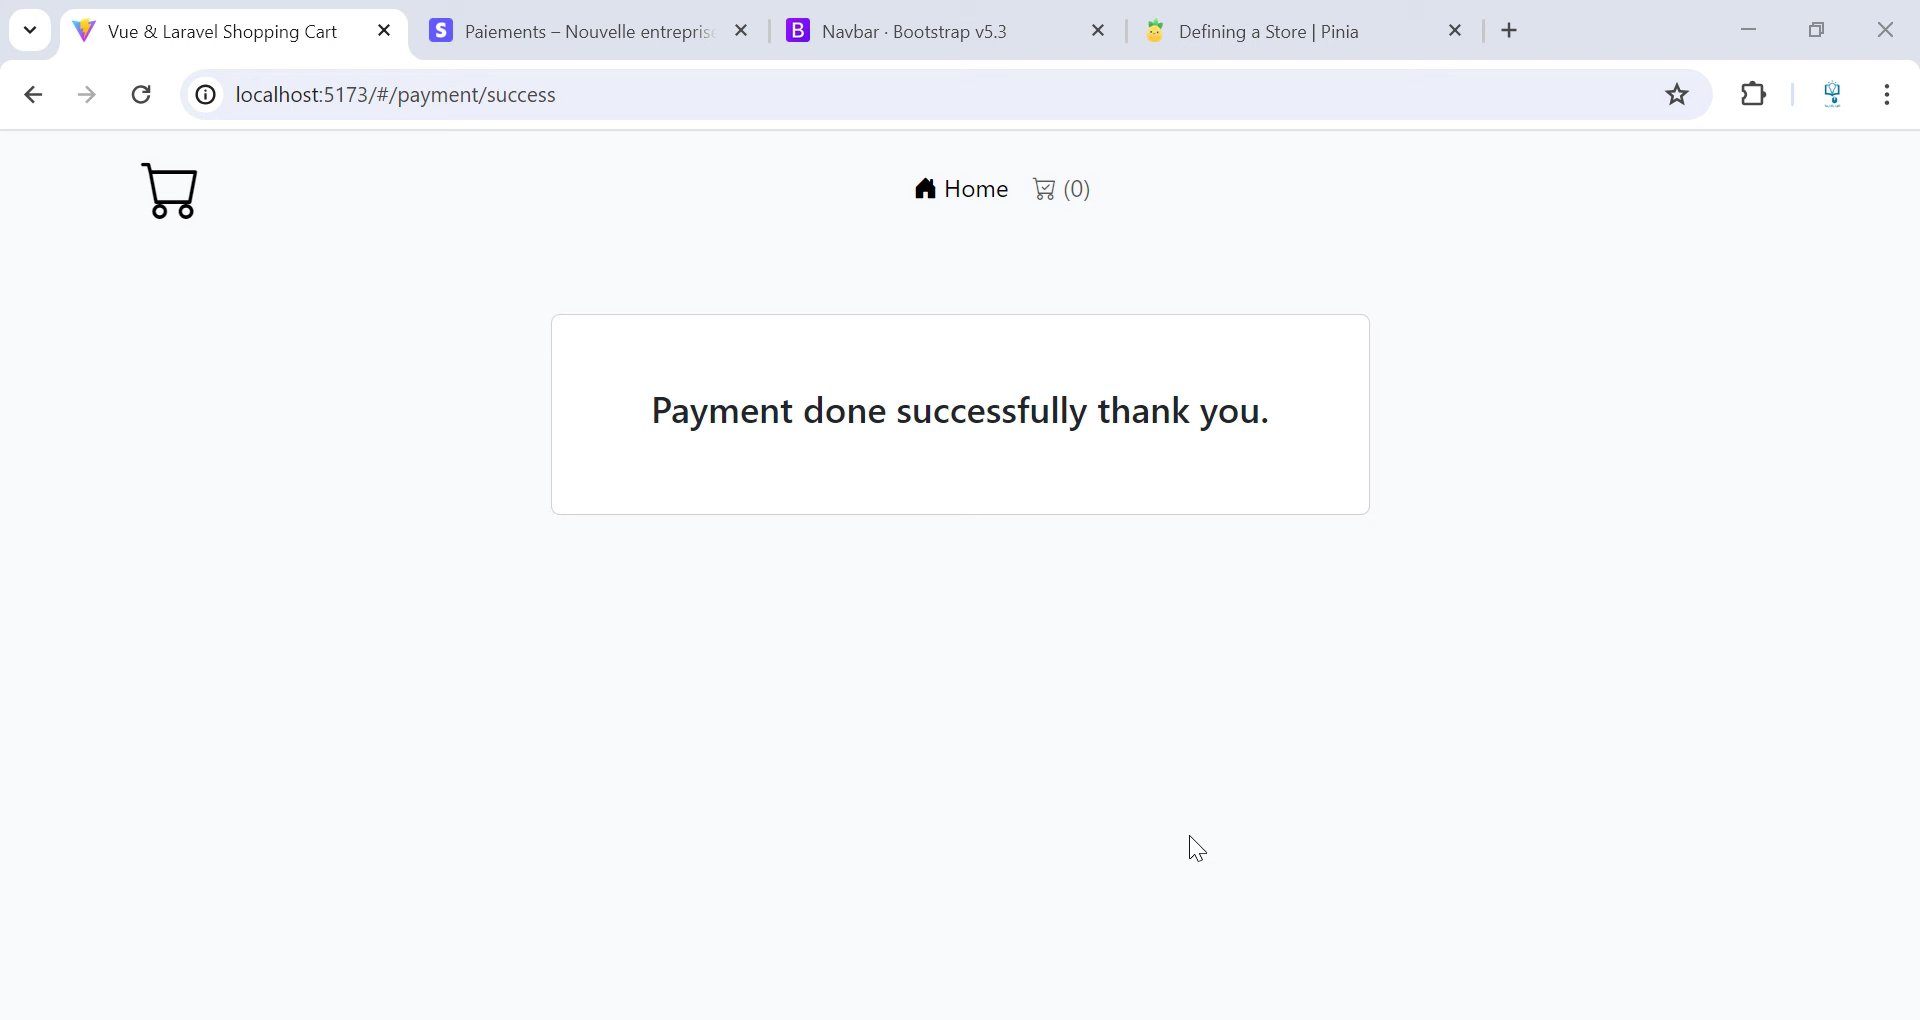 Vue & Laravel Shopping Cart
Paiements – Nouvelle entreprise
Navbar · Bootstrap v5.3
Defining a Store | Pinia
localhost:5173/#/payment/success
Home (0)
Payment done successfully thank you.